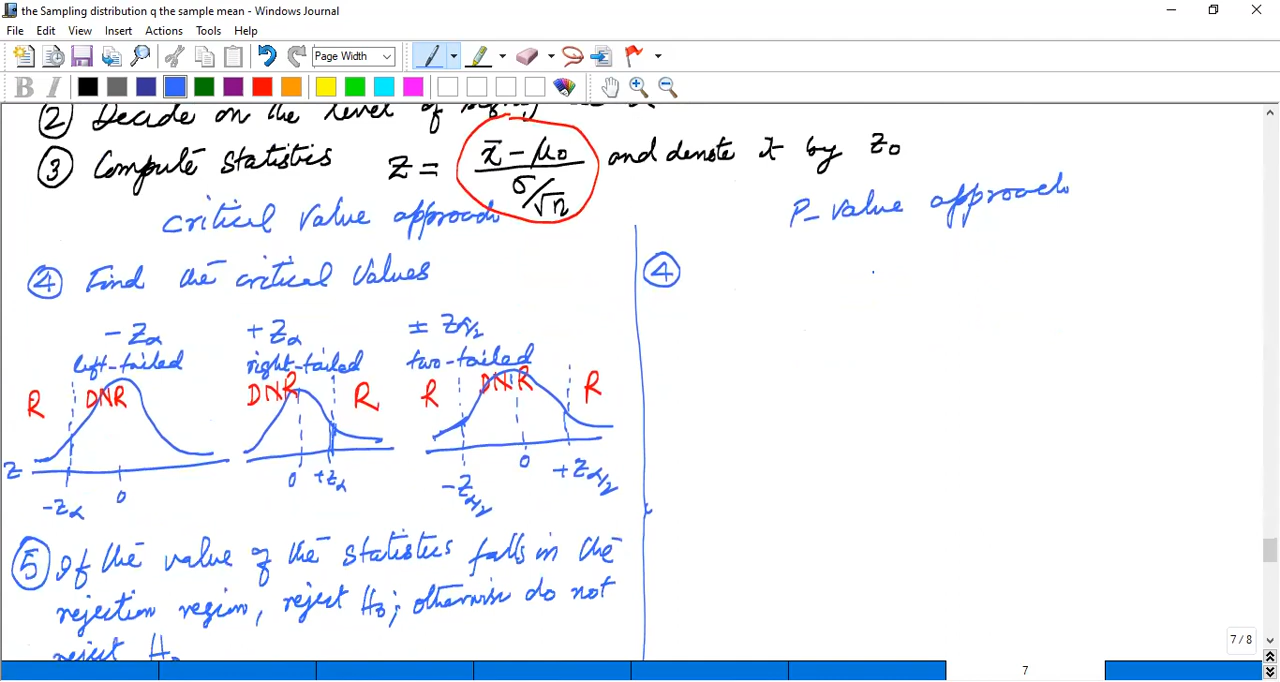 the Sampling distribution q the sample mean - Windows Journal
File Edit View Insert Actions Tools Help
Page Width
B I
② Decide on the level of
③ Compute Statistics Z = x̄ - μ₀ / σ/√n and denote it by Z₀
Critical Value approach
P-value approach
④ Find the critical Values
- Zα + Zα ± Zα/2
left-tailed right-tailed two-tailed
R DNR DNR R R DNR R
Z -Zα 0 0 +Zα -Zα/2 0 +Zα/2
⑤ If the value of the statistics falls in the
rejection region, reject H₀; otherwise do not
reject H₀
④
7 / 8
7